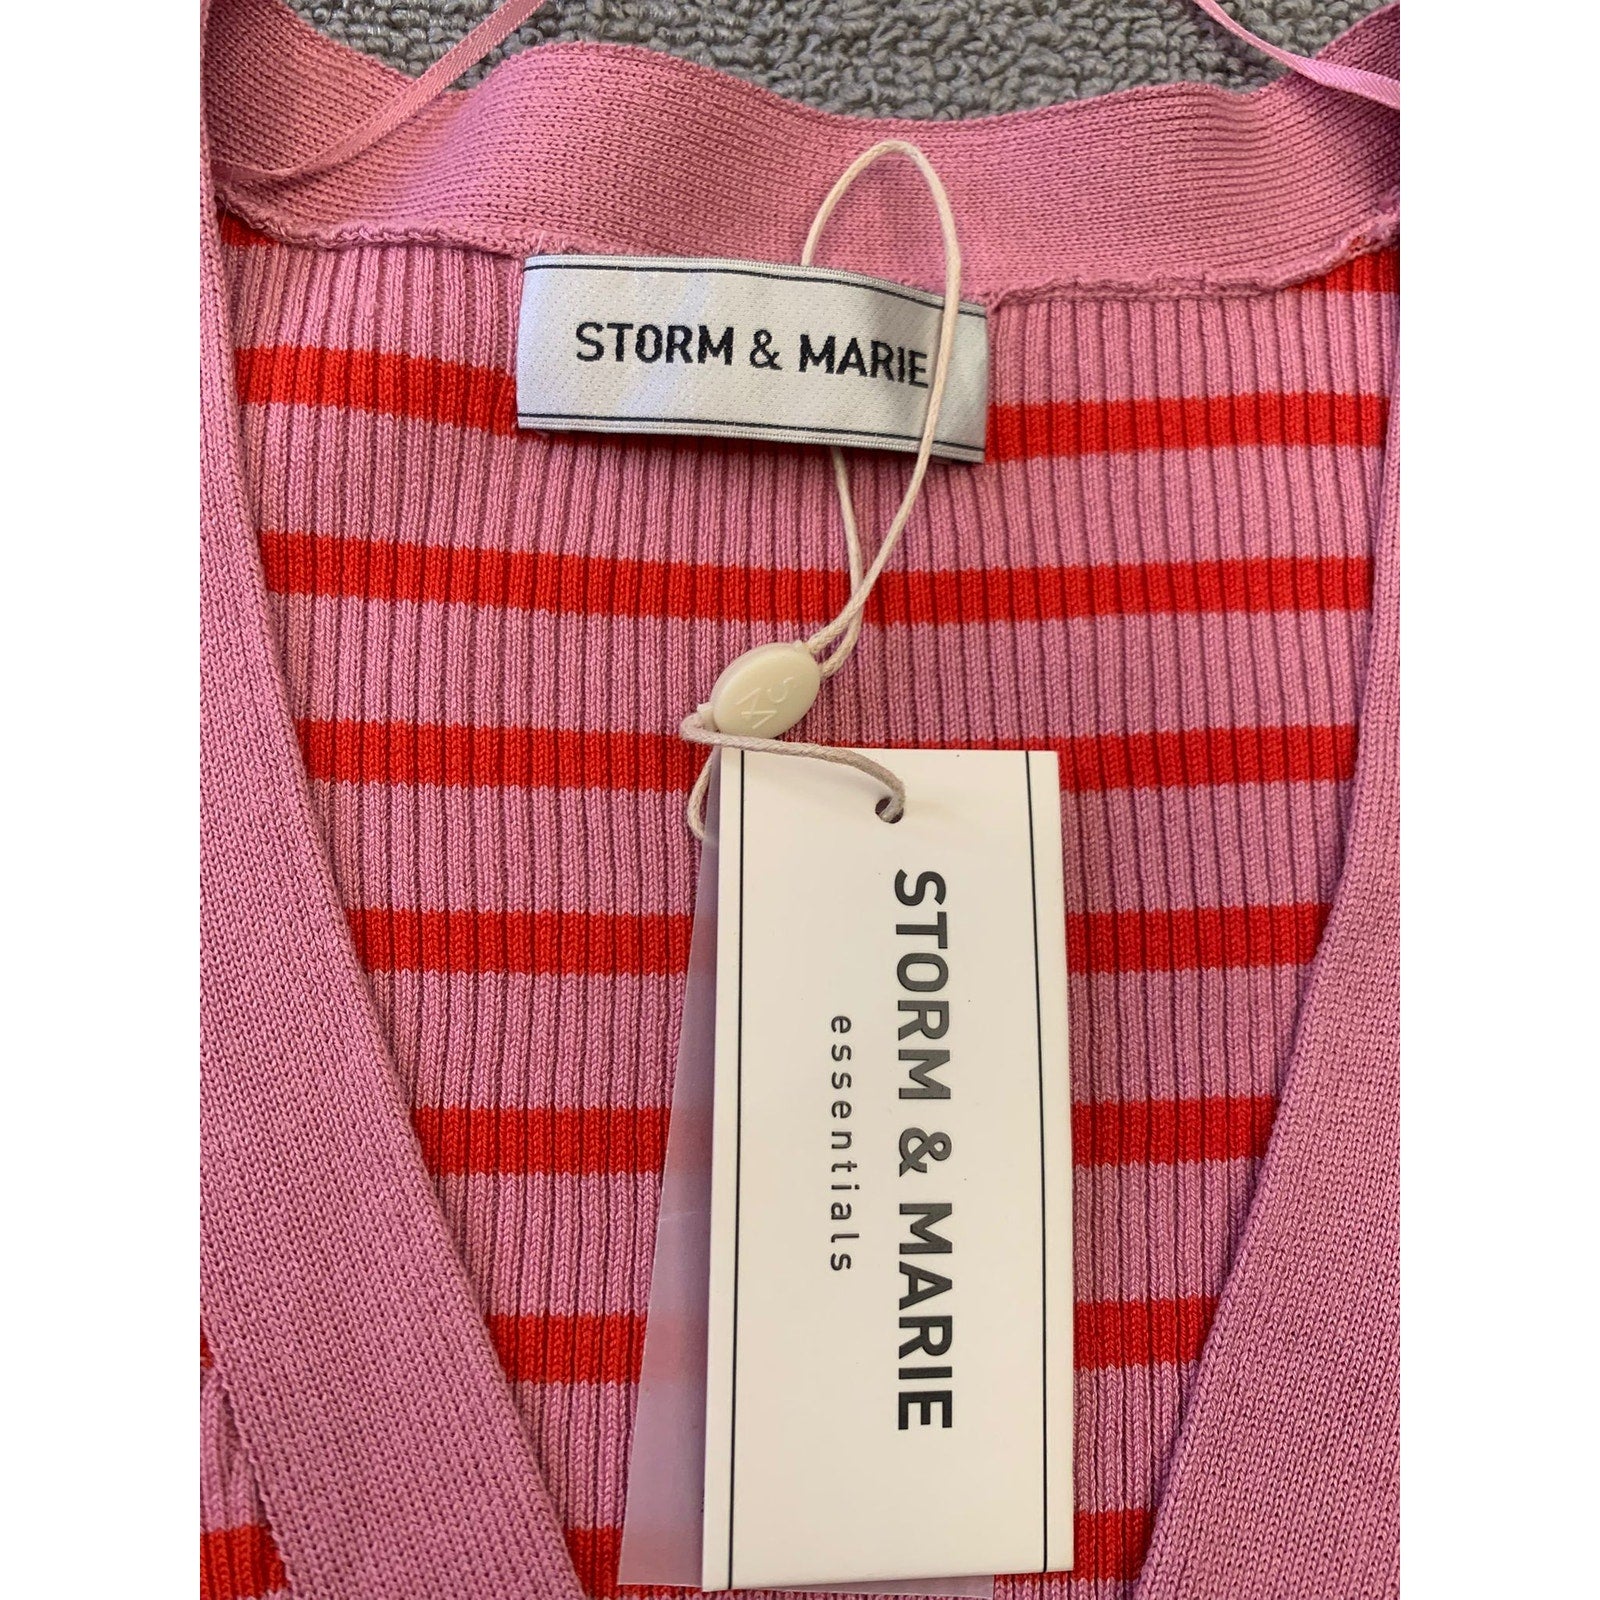 STORM & MARIE
S
M
STORM & MARIE
essentials